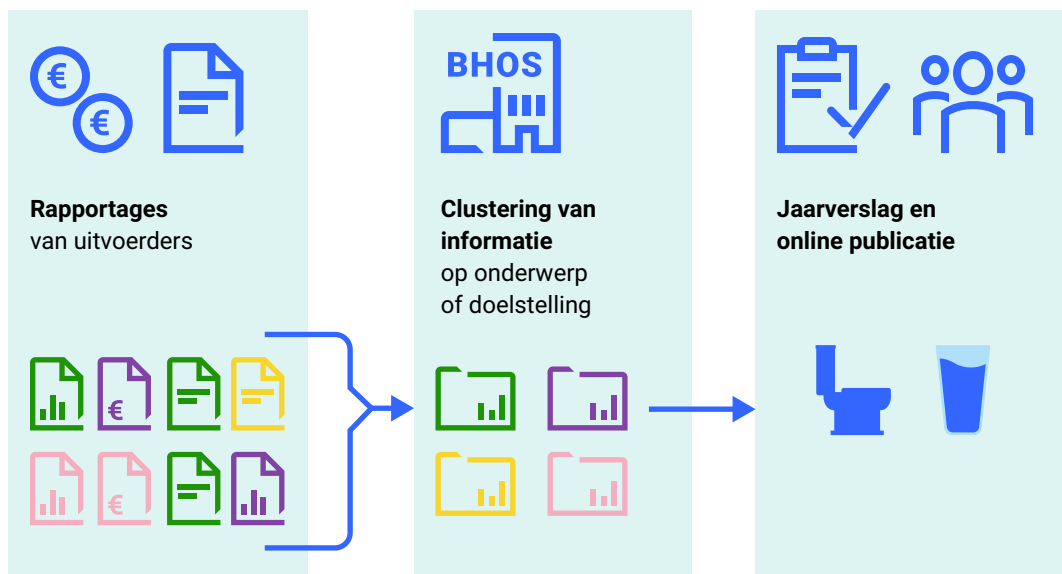 €
€
BHOS
Rapportages
van uitvoerders
Clustering van
informatie
op onderwerp
of doelstelling
Jaarverslag en
online publicatie
€
€